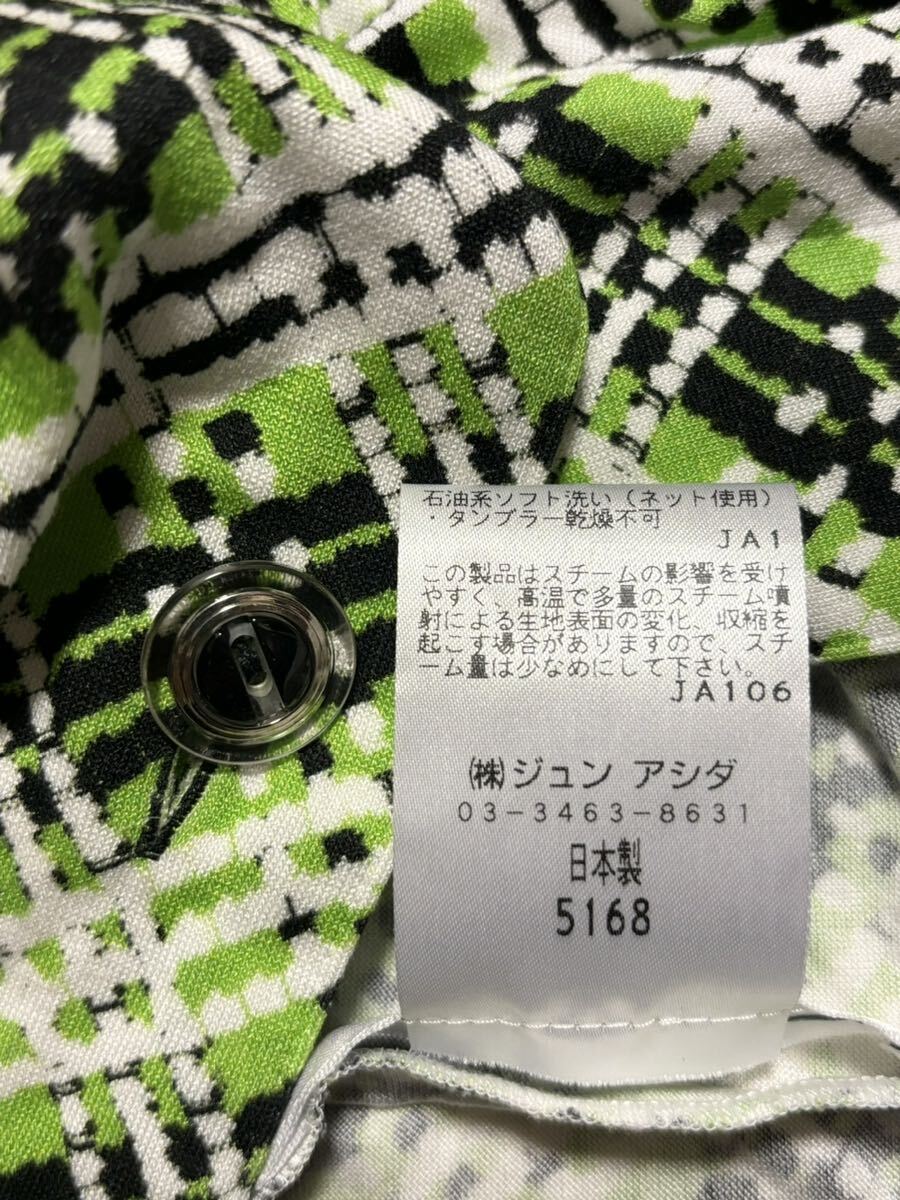 石油系ソフト洗い（ネット使用）
・タンブラー乾燥不可
JA1
この製品はスチームの影響を受け
やすく、高温で多量のスチーム噴
射による生地表面の変化、収縮を
起こす場合がありますので、スチ
ーム量は少なめにして下さい。
JA106
㈱ジュン アシダ
03-3463-8631
日本製
5168